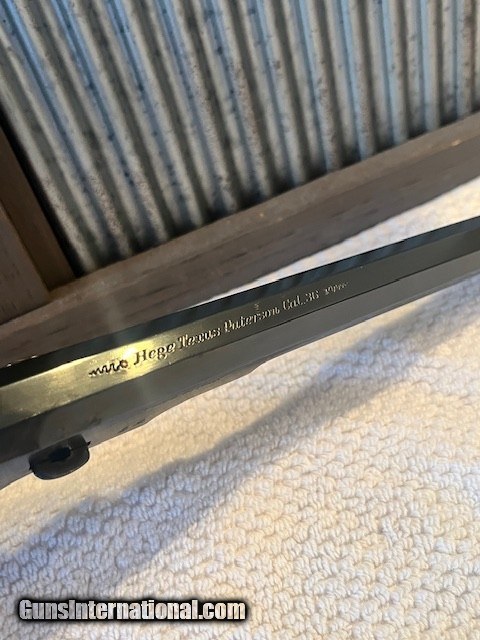 Hege Texas Paterson Cal. 36
GunsInternational.com